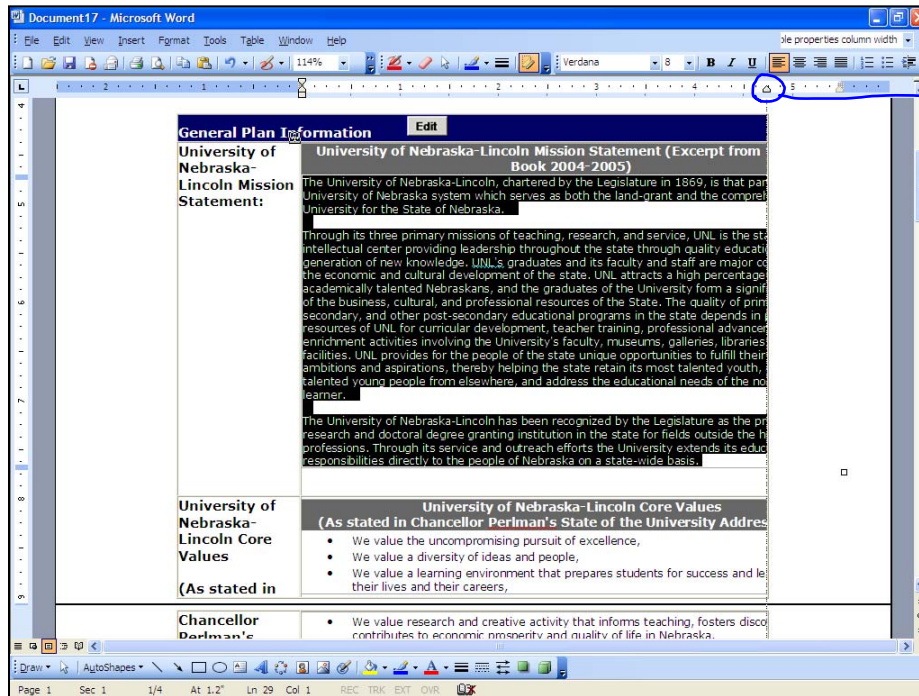 Document17 - Microsoft Word
File Edit View Insert Format Tools Table Window Help
ple properties column width
114% Verdana 8 B I U
L 2 1 1 2 3 4 5
General Plan Information Edit
University of
Nebraska-
Lincoln Mission
Statement:
University of Nebraska-Lincoln Mission Statement (Excerpt from
Book 2004-2005)
The University of Nebraska-Lincoln, chartered by the Legislature in 1869, is that par
University of Nebraska system which serves as both the land-grant and the compreh
University for the State of Nebraska.
Through its three primary missions of teaching, research, and service, UNL is the sta
intellectual center providing leadership throughout the state through quality educati
generation of new knowledge. UNL's graduates and its faculty and staff are major co
the economic and cultural development of the state. UNL attracts a high percentage
academically talented Nebraskans, and the graduates of the University form a signif
of the business, cultural, and professional resources of the State. The quality of prim
secondary, and other post-secondary educational programs in the state depends in
resources of UNL for curricular development, teacher training, professional advancem
enrichment activities involving the University's faculty, museums, galleries, libraries
facilities. UNL provides for the people of the state unique opportunities to fulfill their
ambitions and aspirations, thereby helping the state retain its most talented youth,
talented young people from elsewhere, and address the educational needs of the no
learner.
The University of Nebraska-Lincoln has been recognized by the Legislature as the pr
research and doctoral degree granting institution in the state for fields outside the h
professions. Through its service and outreach efforts the University extends its educ
responsibilities directly to the people of Nebraska on a state-wide basis.
University of
Nebraska-
Lincoln Core
Values
(As stated in
University of Nebraska-Lincoln Core Values
(As stated in Chancellor Perlman's State of the University Addres
• We value the uncompromising pursuit of excellence,
• We value a diversity of ideas and people,
• We value a learning environment that prepares students for success and le
their lives and their careers,
Chancellor
Perlman's
• We value research and creative activity that informs teaching, fosters disco
contributes to economic prosperity and quality of life in Nebraska.
Draw AutoShapes
Page 1 Sec 1 1/4 At 1.2" Ln 29 Col 1 REC TRK EXT OVR